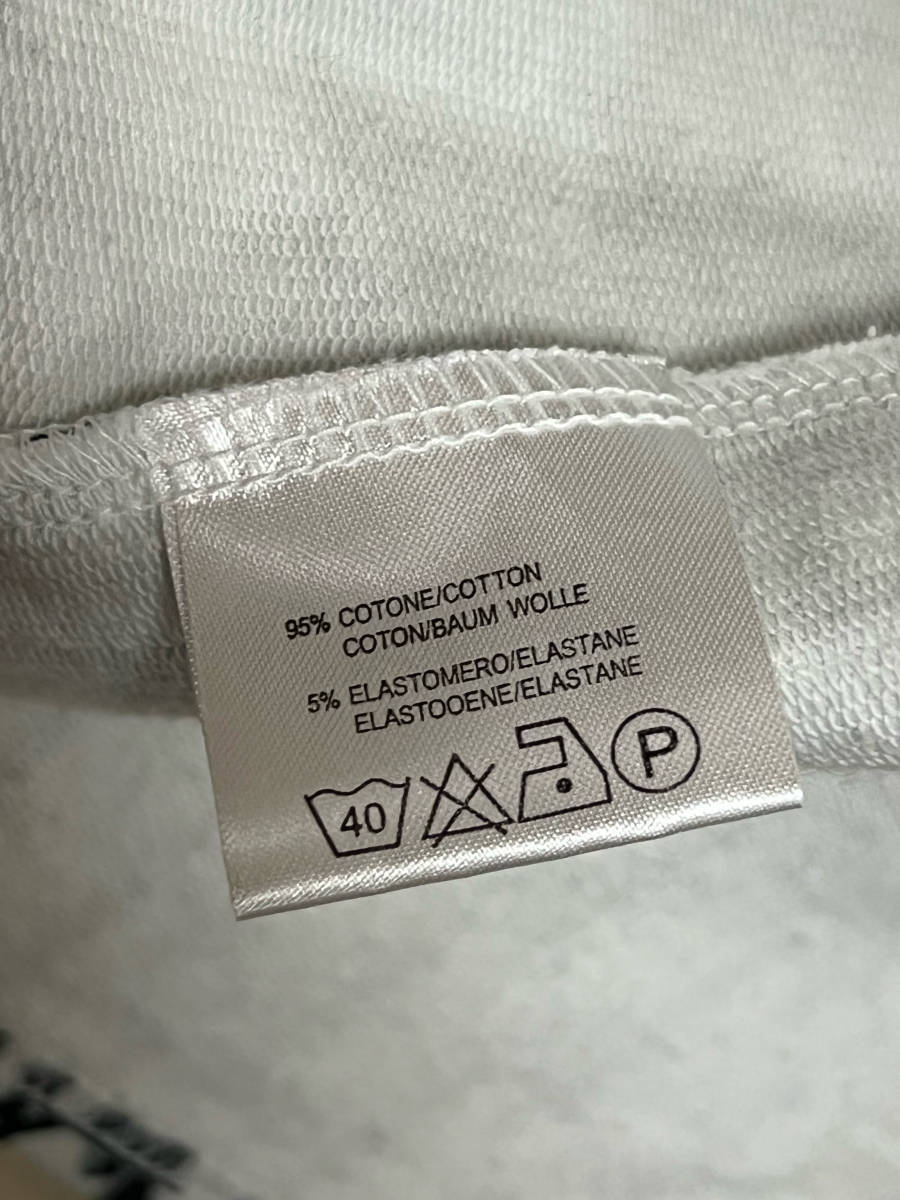 95% COTONE/COTTON
COTON/BAUM WOLLE
5% ELASTOMERO/ELASTANE
ELASTOOENE/ELASTANE
40
P